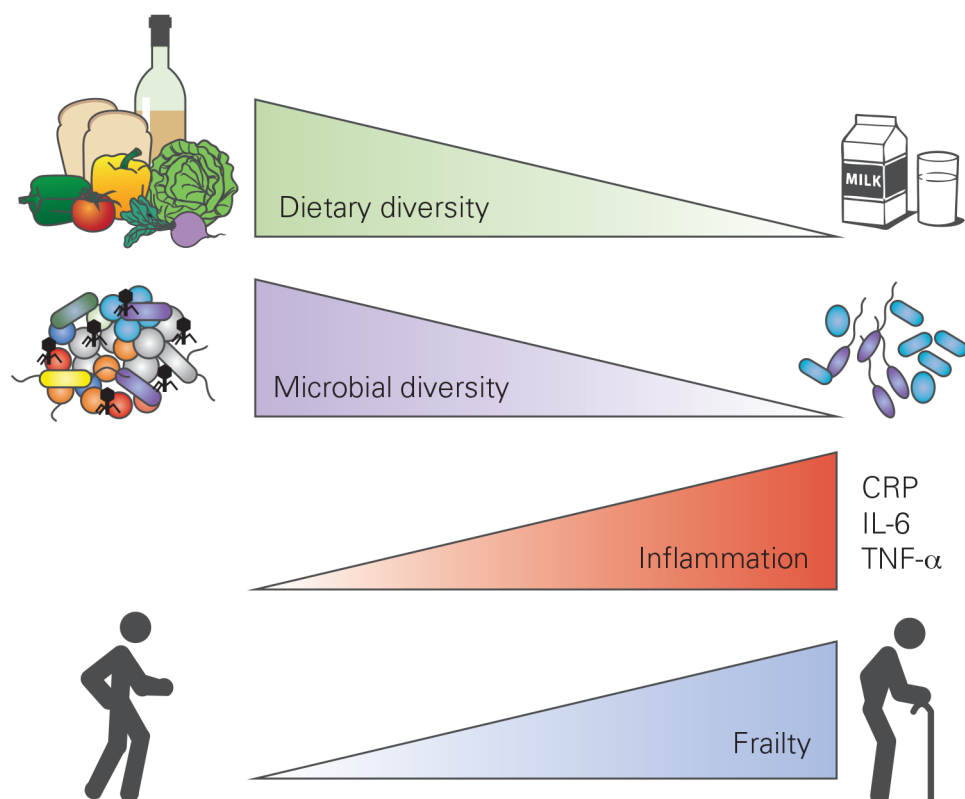 MILK
Dietary diversity
Microbial diversity
CRP
IL-6
TNF-α
Inflammation
Frailty